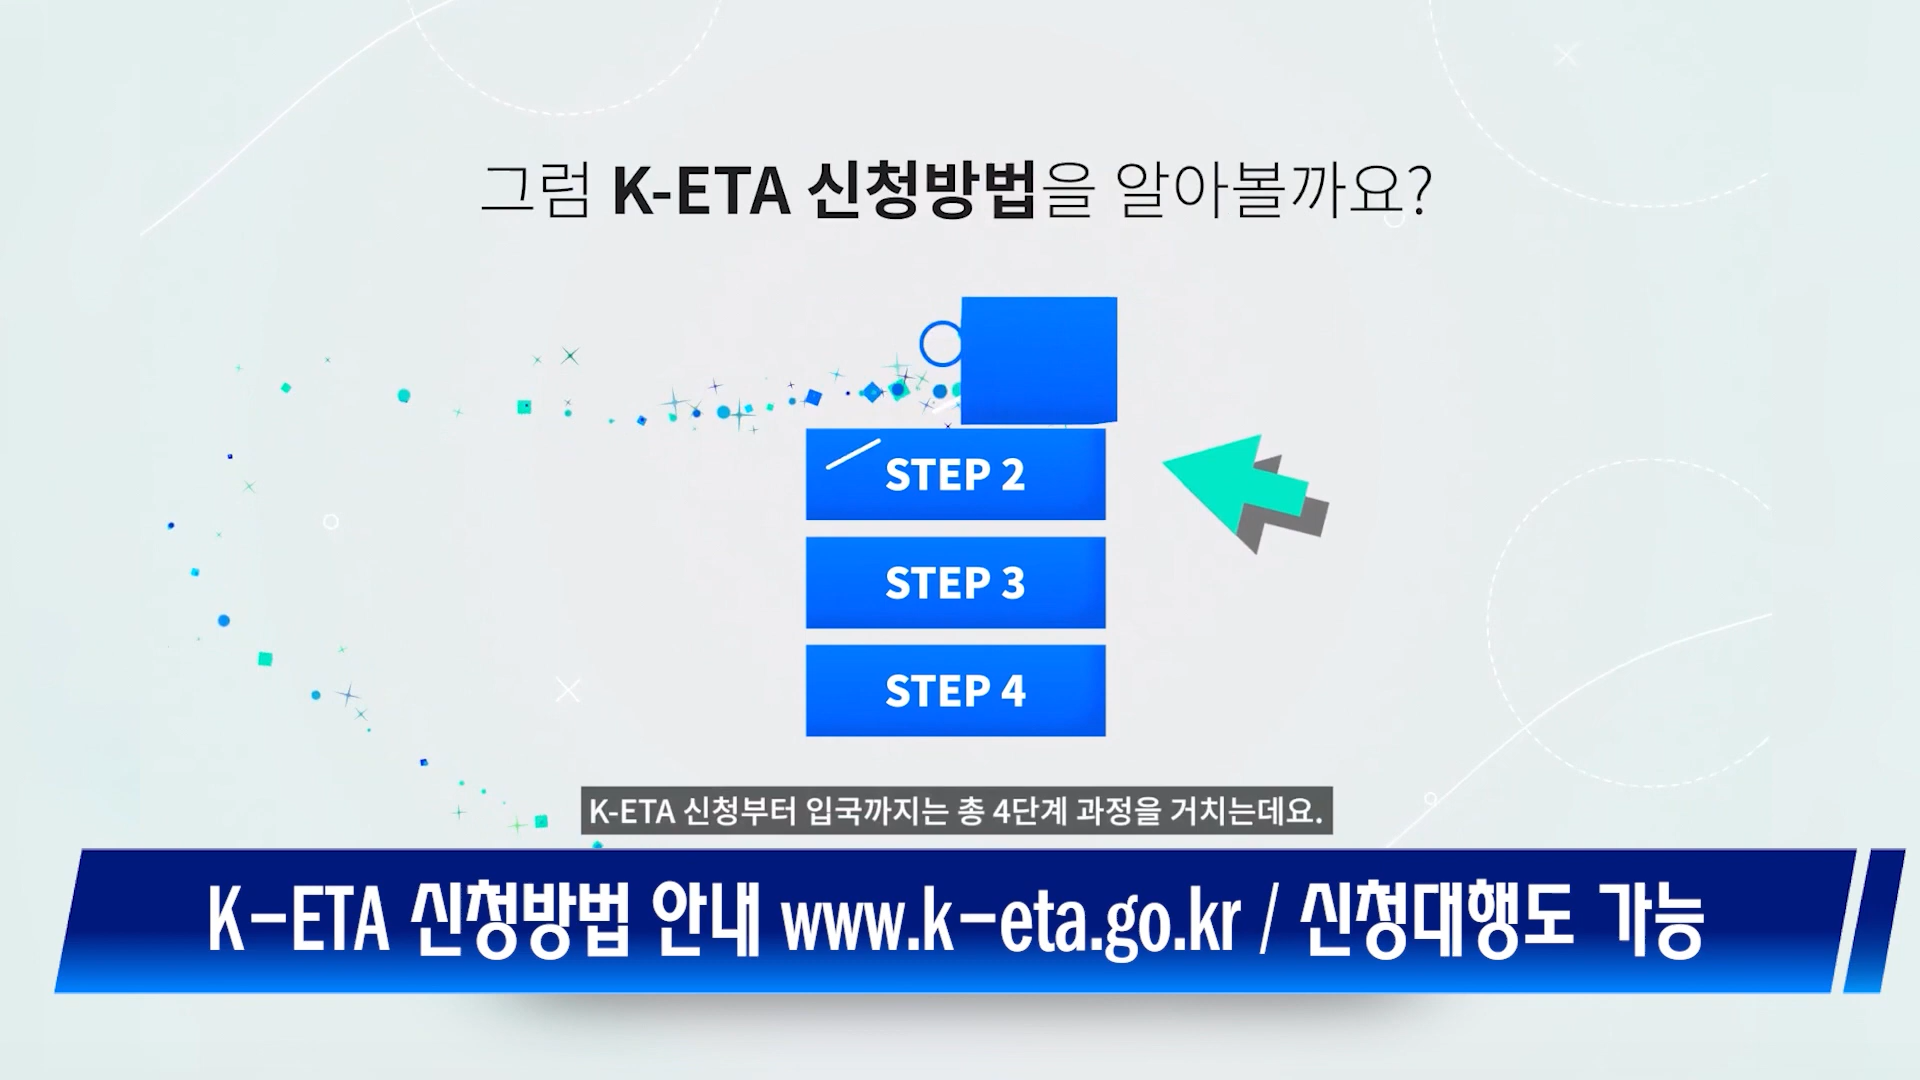 그럼 K-ETA 신청방법을 알아볼까요?
STEP 2
STEP 3
STEP 4
K-ETA 신청부터 입국까지는 총 4단계 과정을 거치는데요.
K-ETA 신청방법 안내 www.k-eta.go.kr / 신청대행도 가능